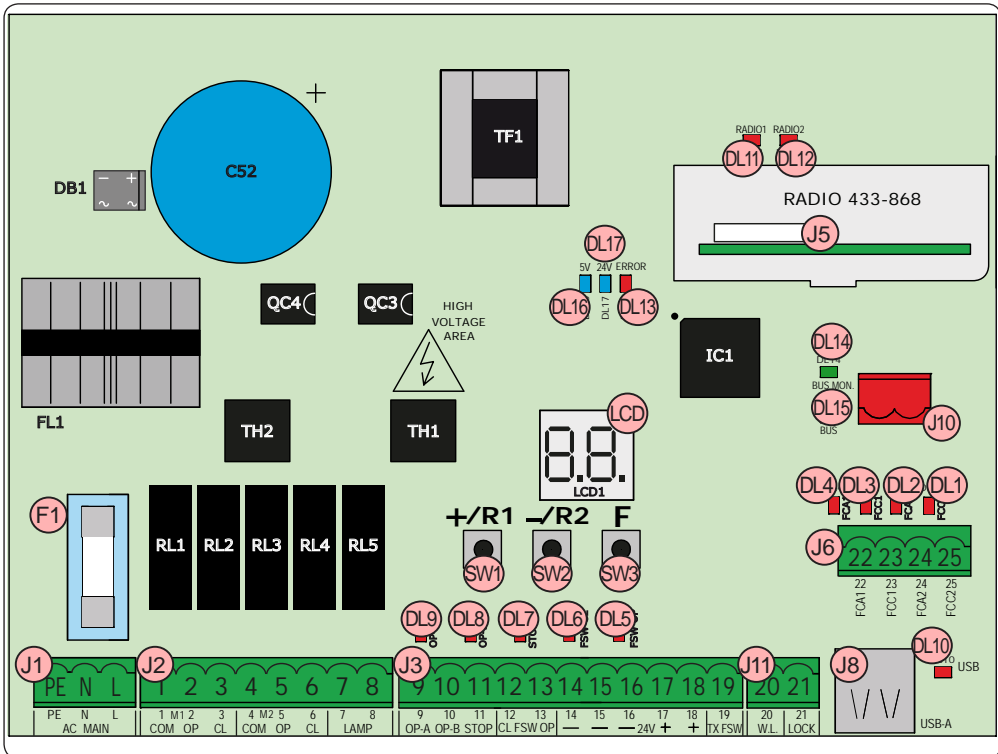 +
TF1
C52
DB1
- +
~ ~
RADIO1 RADIO2
DL11 DL12
RADIO 433-868
J5
DL17
5V 24V ERROR
DL16 DL17 DL13
QC4 QC3
HIGH
VOLTAGE
AREA
IC1
DL14
BUS MON.
DL15
BUS
J10
FL1
TH2 TH1
LCD
8.8.
LCD1
F1
RL1 RL2 RL3 RL4 RL5
+/R1 -/R2 F
SW1 SW2 SW3
DL4 DL3 DL2 DL1
FCA1 FCC1 FCA FCC
J6
22 23 24 25
22 23 24 25
FCA1 FCC1 FCA2 FCC2
DL9 DL8 DL7 DL6 DL5
DL10
USB
J1 J2 J3 J11 J8
PE N L 1 2 3 4 5 6 7 8 9 10 11 12 13 14 15 16 17 18 19 20 21
PE N L 1 M1 2 3 4 M2 5 6 7 8 9 10 11 12 13 14 15 16 17 18 19 20 21
AC MAIN COM OP CL COM OP CL LAMP OP-A OP-B STOP CL FSW OP — — — 24V + + TX FSW W.L. LOCK
USB-A